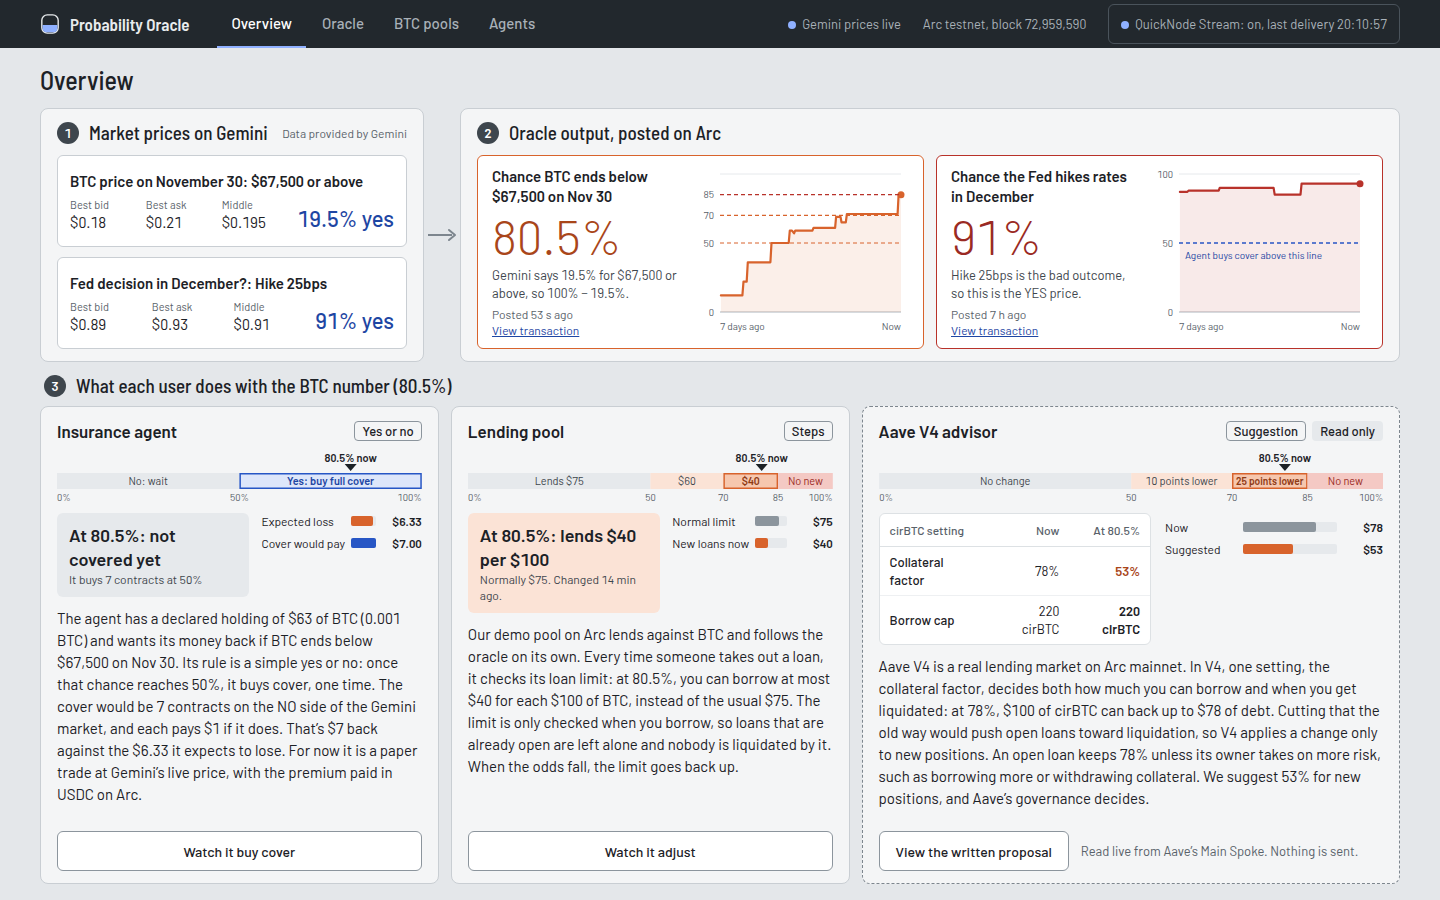 Probability Oracle
Overview
Oracle
BTC pools
Agents
Gemini prices live
Arc testnet, block 72,959,590
QuickNode Stream: on, last delivery 20:10:57
Overview
1
Market prices on Gemini
Data provided by Gemini
BTC price on November 30: $67,500 or above
Best bid
Best ask
Middle
$0.18
$0.21
$0.195
19.5% yes
Fed decision in December?: Hike 25bps
Best bid
Best ask
Middle
$0.89
$0.93
$0.91
91% yes
2
Oracle output, posted on Arc
Chance BTC ends below
$67,500 on Nov 30
80.5%
Gemini says 19.5% for $67,500 or
above, so 100% − 19.5%.
Posted 53 s ago
View transaction
85
70
50
0
7 days ago
Now
Chance the Fed hikes rates
in December
91%
Hike 25bps is the bad outcome,
so this is the YES price.
Posted 7 h ago
View transaction
100
50
Agent buys cover above this line
0
7 days ago
Now
3
What each user does with the BTC number (80.5%)
Insurance agent
Yes or no
80.5% now
No: wait
Yes: buy full cover
0%
50%
100%
At 80.5%: not
covered yet
It buys 7 contracts at 50%
Expected loss
$6.33
Cover would pay
$7.00
The agent has a declared holding of $63 of BTC (0.001
BTC) and wants its money back if BTC ends below
$67,500 on Nov 30. Its rule is a simple yes or no: once
that chance reaches 50%, it buys cover, one time. The
cover would be 7 contracts on the NO side of the Gemini
market, and each pays $1 if it does. That's $7 back
against the $6.33 it expects to lose. For now it is a paper
trade at Gemini's live price, with the premium paid in
USDC on Arc.
Watch it buy cover
Lending pool
Steps
80.5% now
Lends $75
$60
$40
No new
0%
50
70
85
100%
At 80.5%: lends $40
per $100
Normally $75. Changed 14 min
ago.
Normal limit
$75
New loans now
$40
Our demo pool on Arc lends against BTC and follows the
oracle on its own. Every time someone takes out a loan,
it checks its loan limit: at 80.5%, you can borrow at most
$40 for each $100 of BTC, instead of the usual $75. The
limit is only checked when you borrow, so loans that are
already open are left alone and nobody is liquidated by it.
When the odds fall, the limit goes back up.
Watch it adjust
Aave V4 advisor
Suggestion
Read only
80.5% now
No change
10 points lower
25 points lower
No new
0%
50
70
85
100%
cirBTC setting
Now
At 80.5%
Collateral
factor
78%
53%
Borrow cap
220
cirBTC
220
cirBTC
Now
$78
Suggested
$53
Aave V4 is a real lending market on Arc mainnet. In V4, one setting, the
collateral factor, decides both how much you can borrow and when you get
liquidated: at 78%, $100 of cirBTC can back up to $78 of debt. Cutting that the
old way would push open loans toward liquidation, so V4 applies a change only
to new positions. An open loan keeps 78% unless its owner takes on more risk,
such as borrowing more or withdrawing collateral. We suggest 53% for new
positions, and Aave's governance decides.
View the written proposal
Read live from Aave's Main Spoke. Nothing is sent.